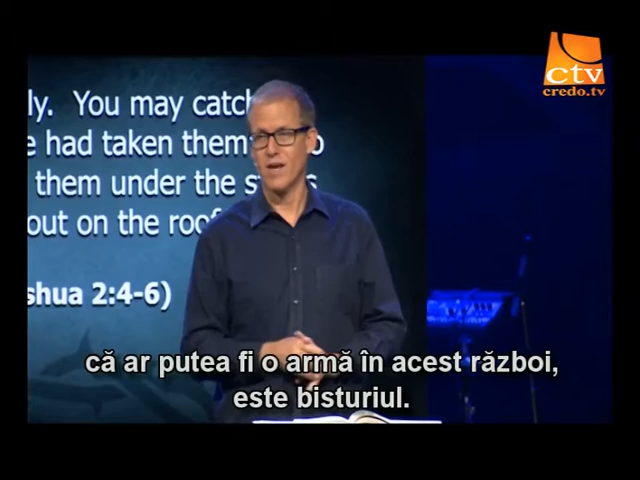 ctv
credo.tv
ly. You may catch
had taken them
them under the
out on the roof
shua 2:4-6)
că ar putea fi o armă în acest război,
este bisturiul.